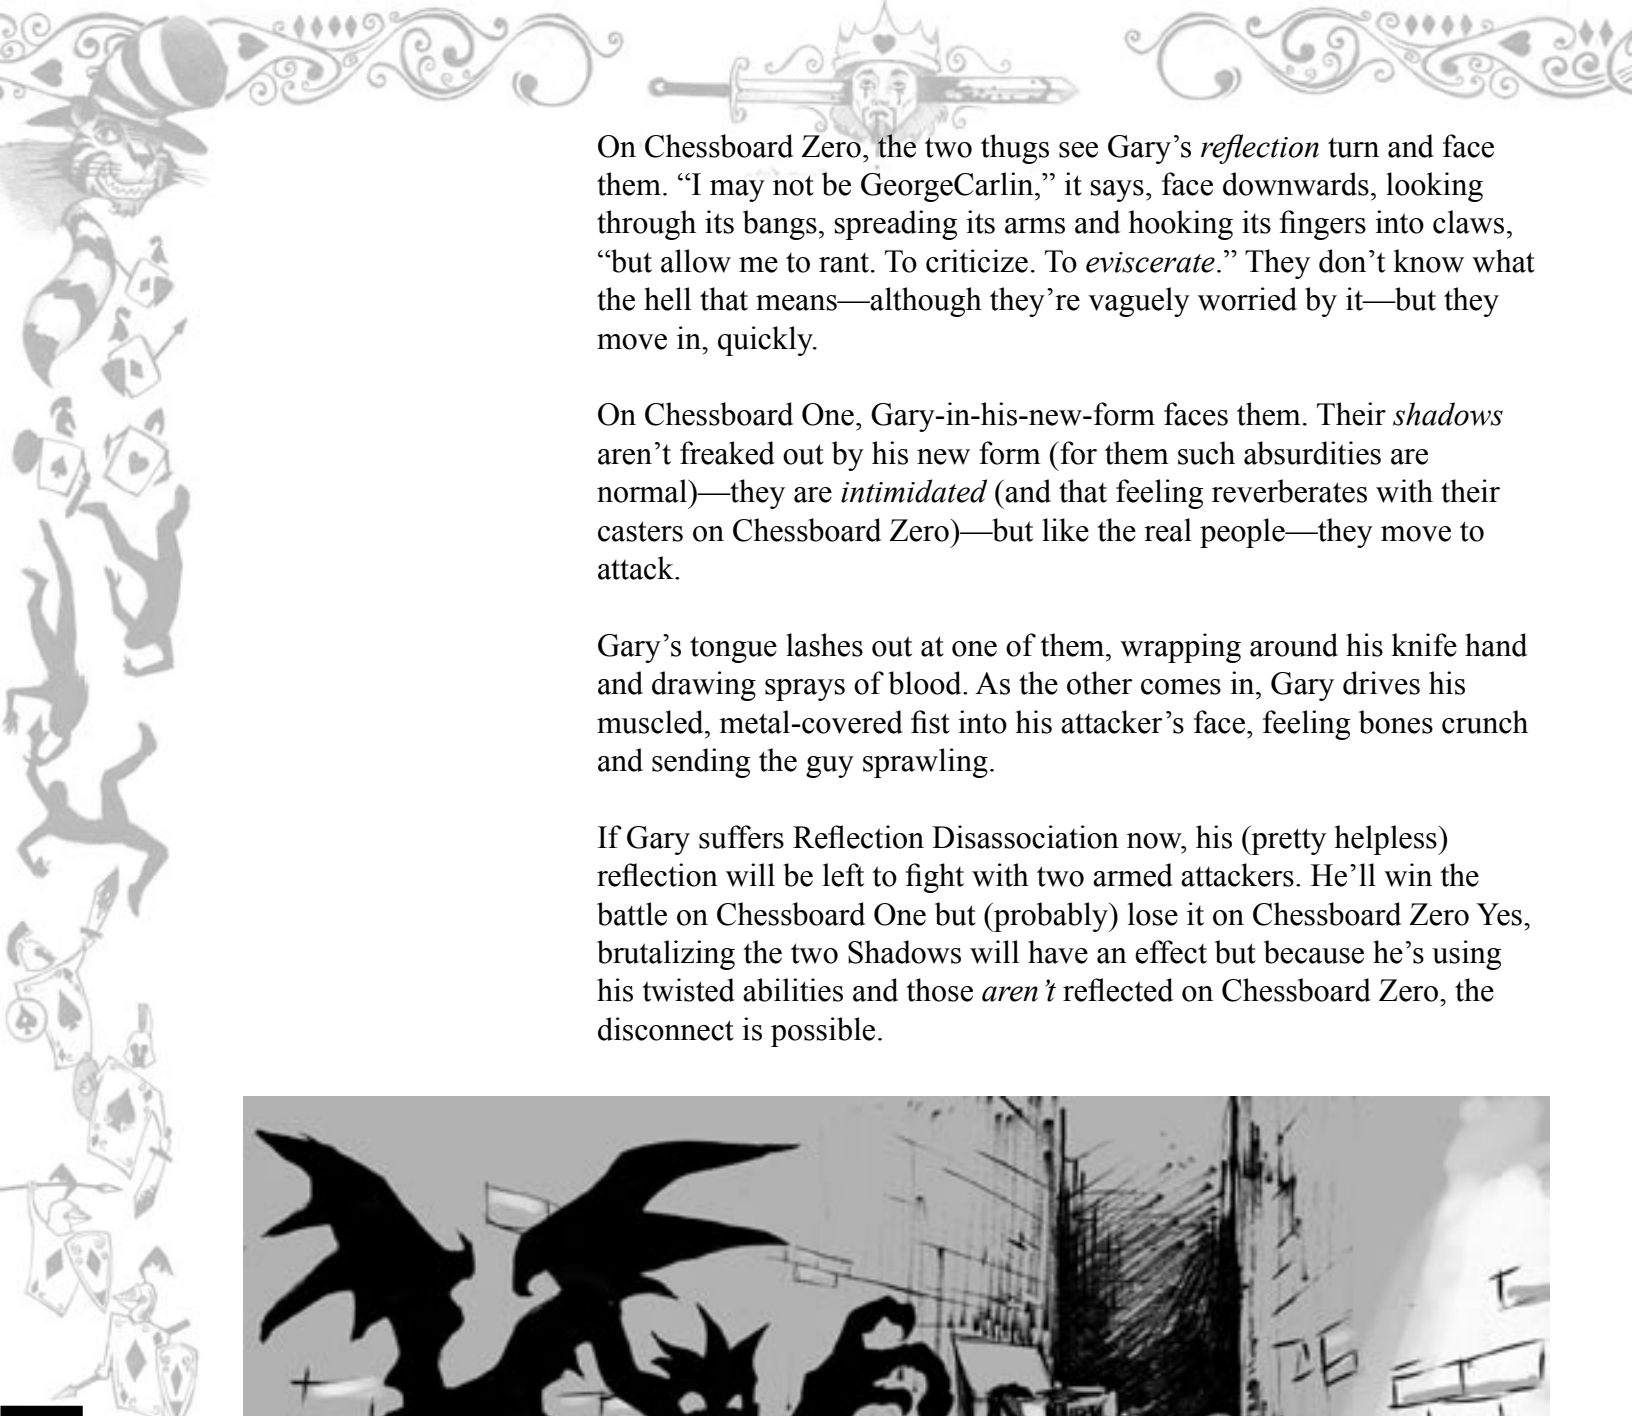 On Chessboard Zero, the two thugs see Gary’s reflection turn and face
them. “I may not be GeorgeCarlin,” it says, face downwards, looking
through its bangs, spreading its arms and hooking its fingers into claws,
“but allow me to rant. To criticize. To eviscerate.” They don’t know what
the hell that means—although they’re vaguely worried by it—but they
move in, quickly.
On Chessboard One, Gary-in-his-new-form faces them. Their shadows
aren’t freaked out by his new form (for them such absurdities are
normal)—they are intimidated (and that feeling reverberates with their
casters on Chessboard Zero)—but like the real people—they move to
attack.
Gary’s tongue lashes out at one of them, wrapping around his knife hand
and drawing sprays of blood. As the other comes in, Gary drives his
muscled, metal-covered fist into his attacker’s face, feeling bones crunch
and sending the guy sprawling.
If Gary suffers Reflection Disassociation now, his (pretty helpless)
reflection will be left to fight with two armed attackers. He’ll win the
battle on Chessboard One but (probably) lose it on Chessboard Zero Yes,
brutalizing the two Shadows will have an effect but because he’s using
his twisted abilities and those aren’t reflected on Chessboard Zero, the
disconnect is possible.